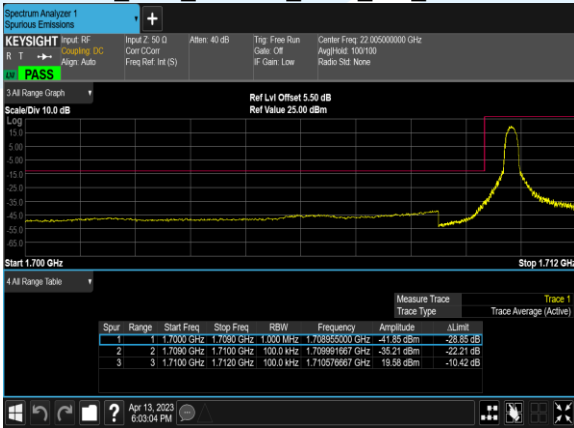 Spectrum Analyzer 1
Spurious Emissions
KEYSIGHT Input: RF Input Z: 50 Ω Atten: 40 dB Trig: Free Run Center Freq: 22.005000000 GHz
R T Coupling: DC Corr CCorr Gate: Off Avg|Hold: 100/100
Align: Auto Freq Ref: Int (S) IF Gain: Low Radio Std: None
PASS
3 All Range Graph
Ref Lvl Offset 5.50 dB
Scale/Div 10.0 dB Ref Value 25.00 dBm
Log
15.0
5.00
-5.00
-15.0
-25.0
-35.0
-45.0
-55.0
-65.0
Start 1.700 GHz Stop 1.712 GHz
4 All Range Table
Measure Trace Trace 1
Trace Type Trace Average (Active)
Spur Range Start Freq Stop Freq RBW Frequency Amplitude ΔLimit
1 1 1.7000 GHz 1.7090 GHz 1.000 MHz 1.708955000 GHz -41.85 dBm -28.85 dB
2 2 1.7090 GHz 1.7100 GHz 100.0 kHz 1.709991667 GHz -35.21 dBm -22.21 dB
3 3 1.7100 GHz 1.7120 GHz 100.0 kHz 1.710576667 GHz 19.58 dBm -10.42 dB
Apr 13, 2023
6:03:04 PM